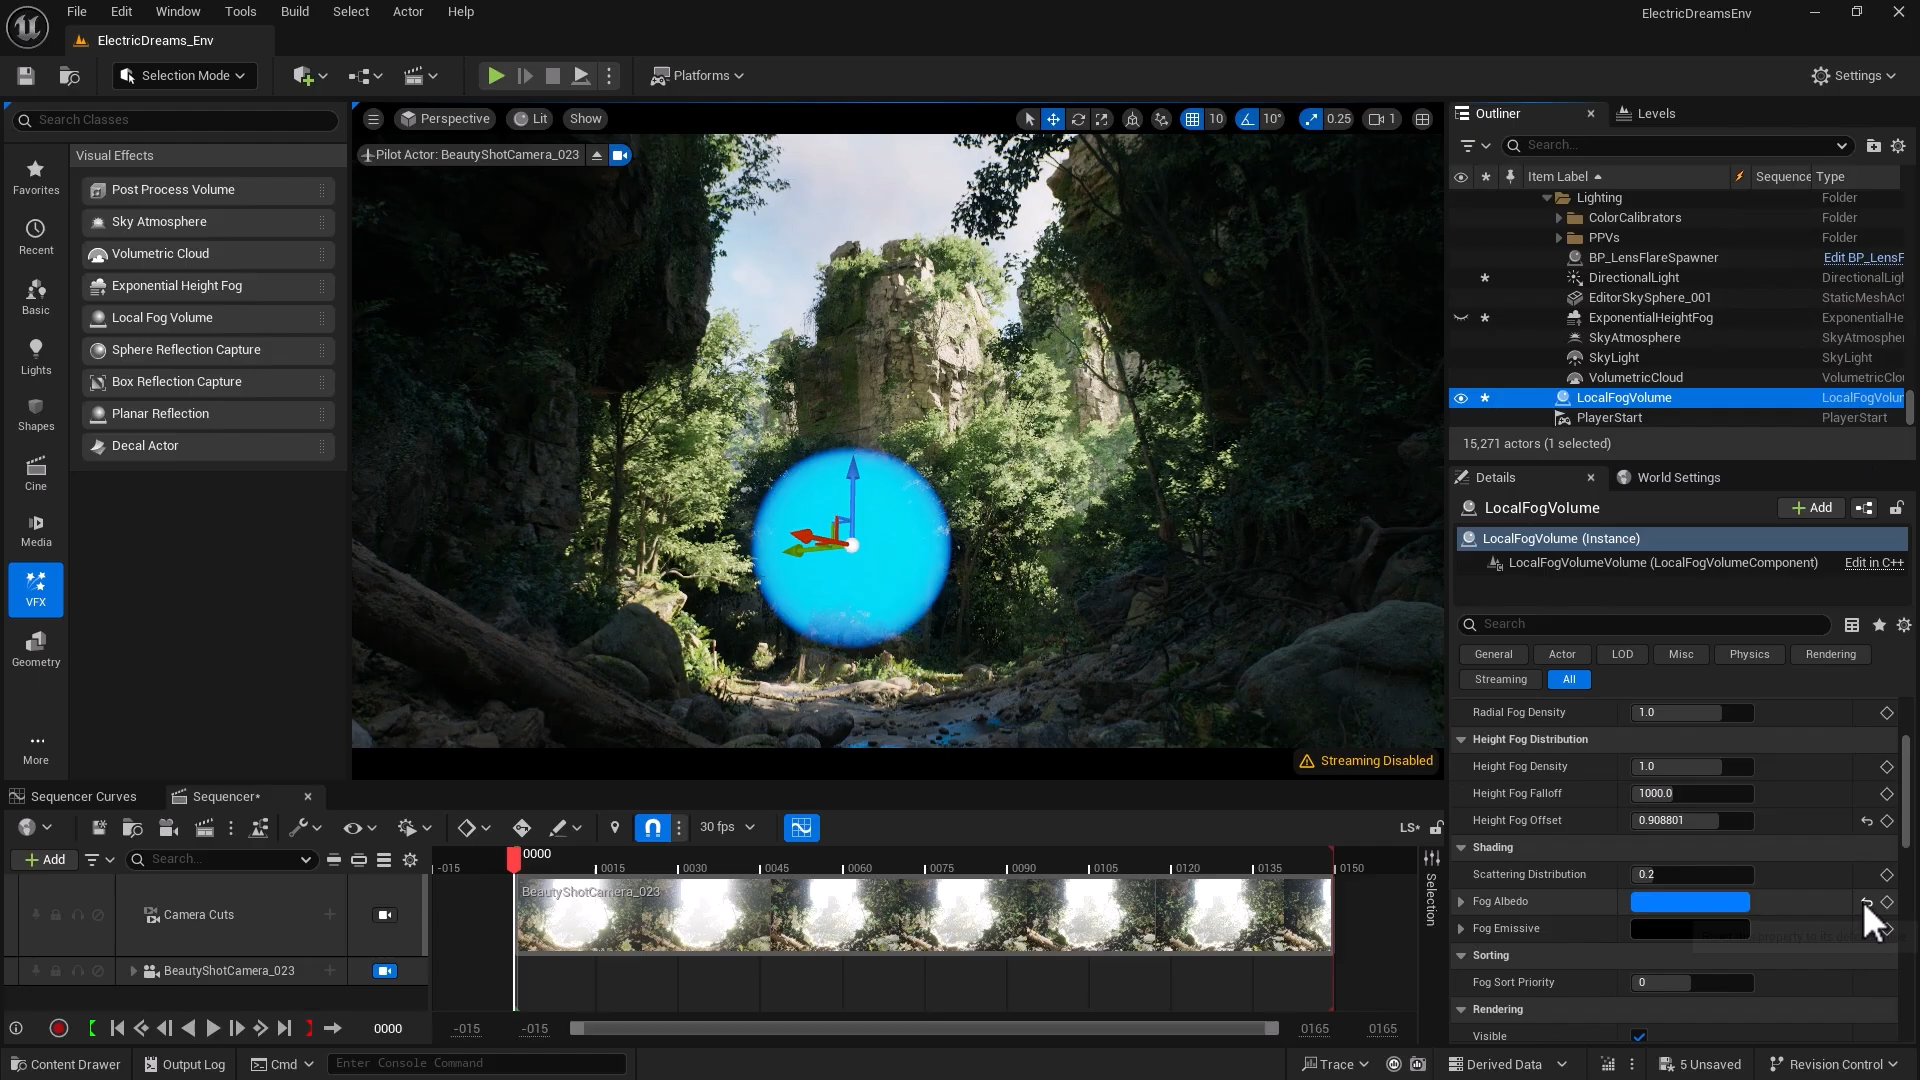 File Edit Window Tools Build Select Actor Help
ElectricDreamsEnv
ElectricDreams_Env
Selection Mode
Platforms
Settings
Search Classes
Visual Effects
Favorites
Recent
Basic
Lights
Shapes
Cine
Media
VFX
Geometry
More
Post Process Volume
Sky Atmosphere
Volumetric Cloud
Exponential Height Fog
Local Fog Volume
Sphere Reflection Capture
Box Reflection Capture
Planar Reflection
Decal Actor
Perspective Lit Show
10 10° 0.25 1
Pilot Actor: BeautyShotCamera_023
Streaming Disabled
Outliner Levels
Search...
Item Label Sequence Type
Lighting Folder
ColorCalibrators Folder
PPVs Folder
BP_LensFlareSpawner Edit BP_LensF
DirectionalLight DirectionalLigh
EditorSkySphere_001 StaticMeshAct
ExponentialHeightFog ExponentialHe
SkyAtmosphere SkyAtmospher
SkyLight SkyLight
VolumetricCloud VolumetricClou
LocalFogVolume LocalFogVolum
PlayerStart PlayerStart
15,271 actors (1 selected)
Details World Settings
LocalFogVolume Add
LocalFogVolume (Instance)
LocalFogVolumeVolume (LocalFogVolumeComponent) Edit in C++
Search
General Actor LOD Misc Physics Rendering
Streaming All
Radial Fog Density 1.0
Height Fog Distribution
Height Fog Density 1.0
Height Fog Falloff 1000.0
Height Fog Offset 0.908801
Shading
Scattering Distribution 0.2
Fog Albedo
Fog Emissive
Sorting
Fog Sort Priority 0
Rendering
Visible
Sequencer Curves Sequencer*
30 fps LS*
Add Search...
-015 0000 0015 0030 0045 0060 0075 0090 0105 0120 0135 0150
BeautyShotCamera_023
Camera Cuts
BeautyShotCamera_023
Selection
0000 -015 -015 0165 0165
Content Drawer Output Log Cmd Enter Console Command
Trace Derived Data 5 Unsaved Revision Control